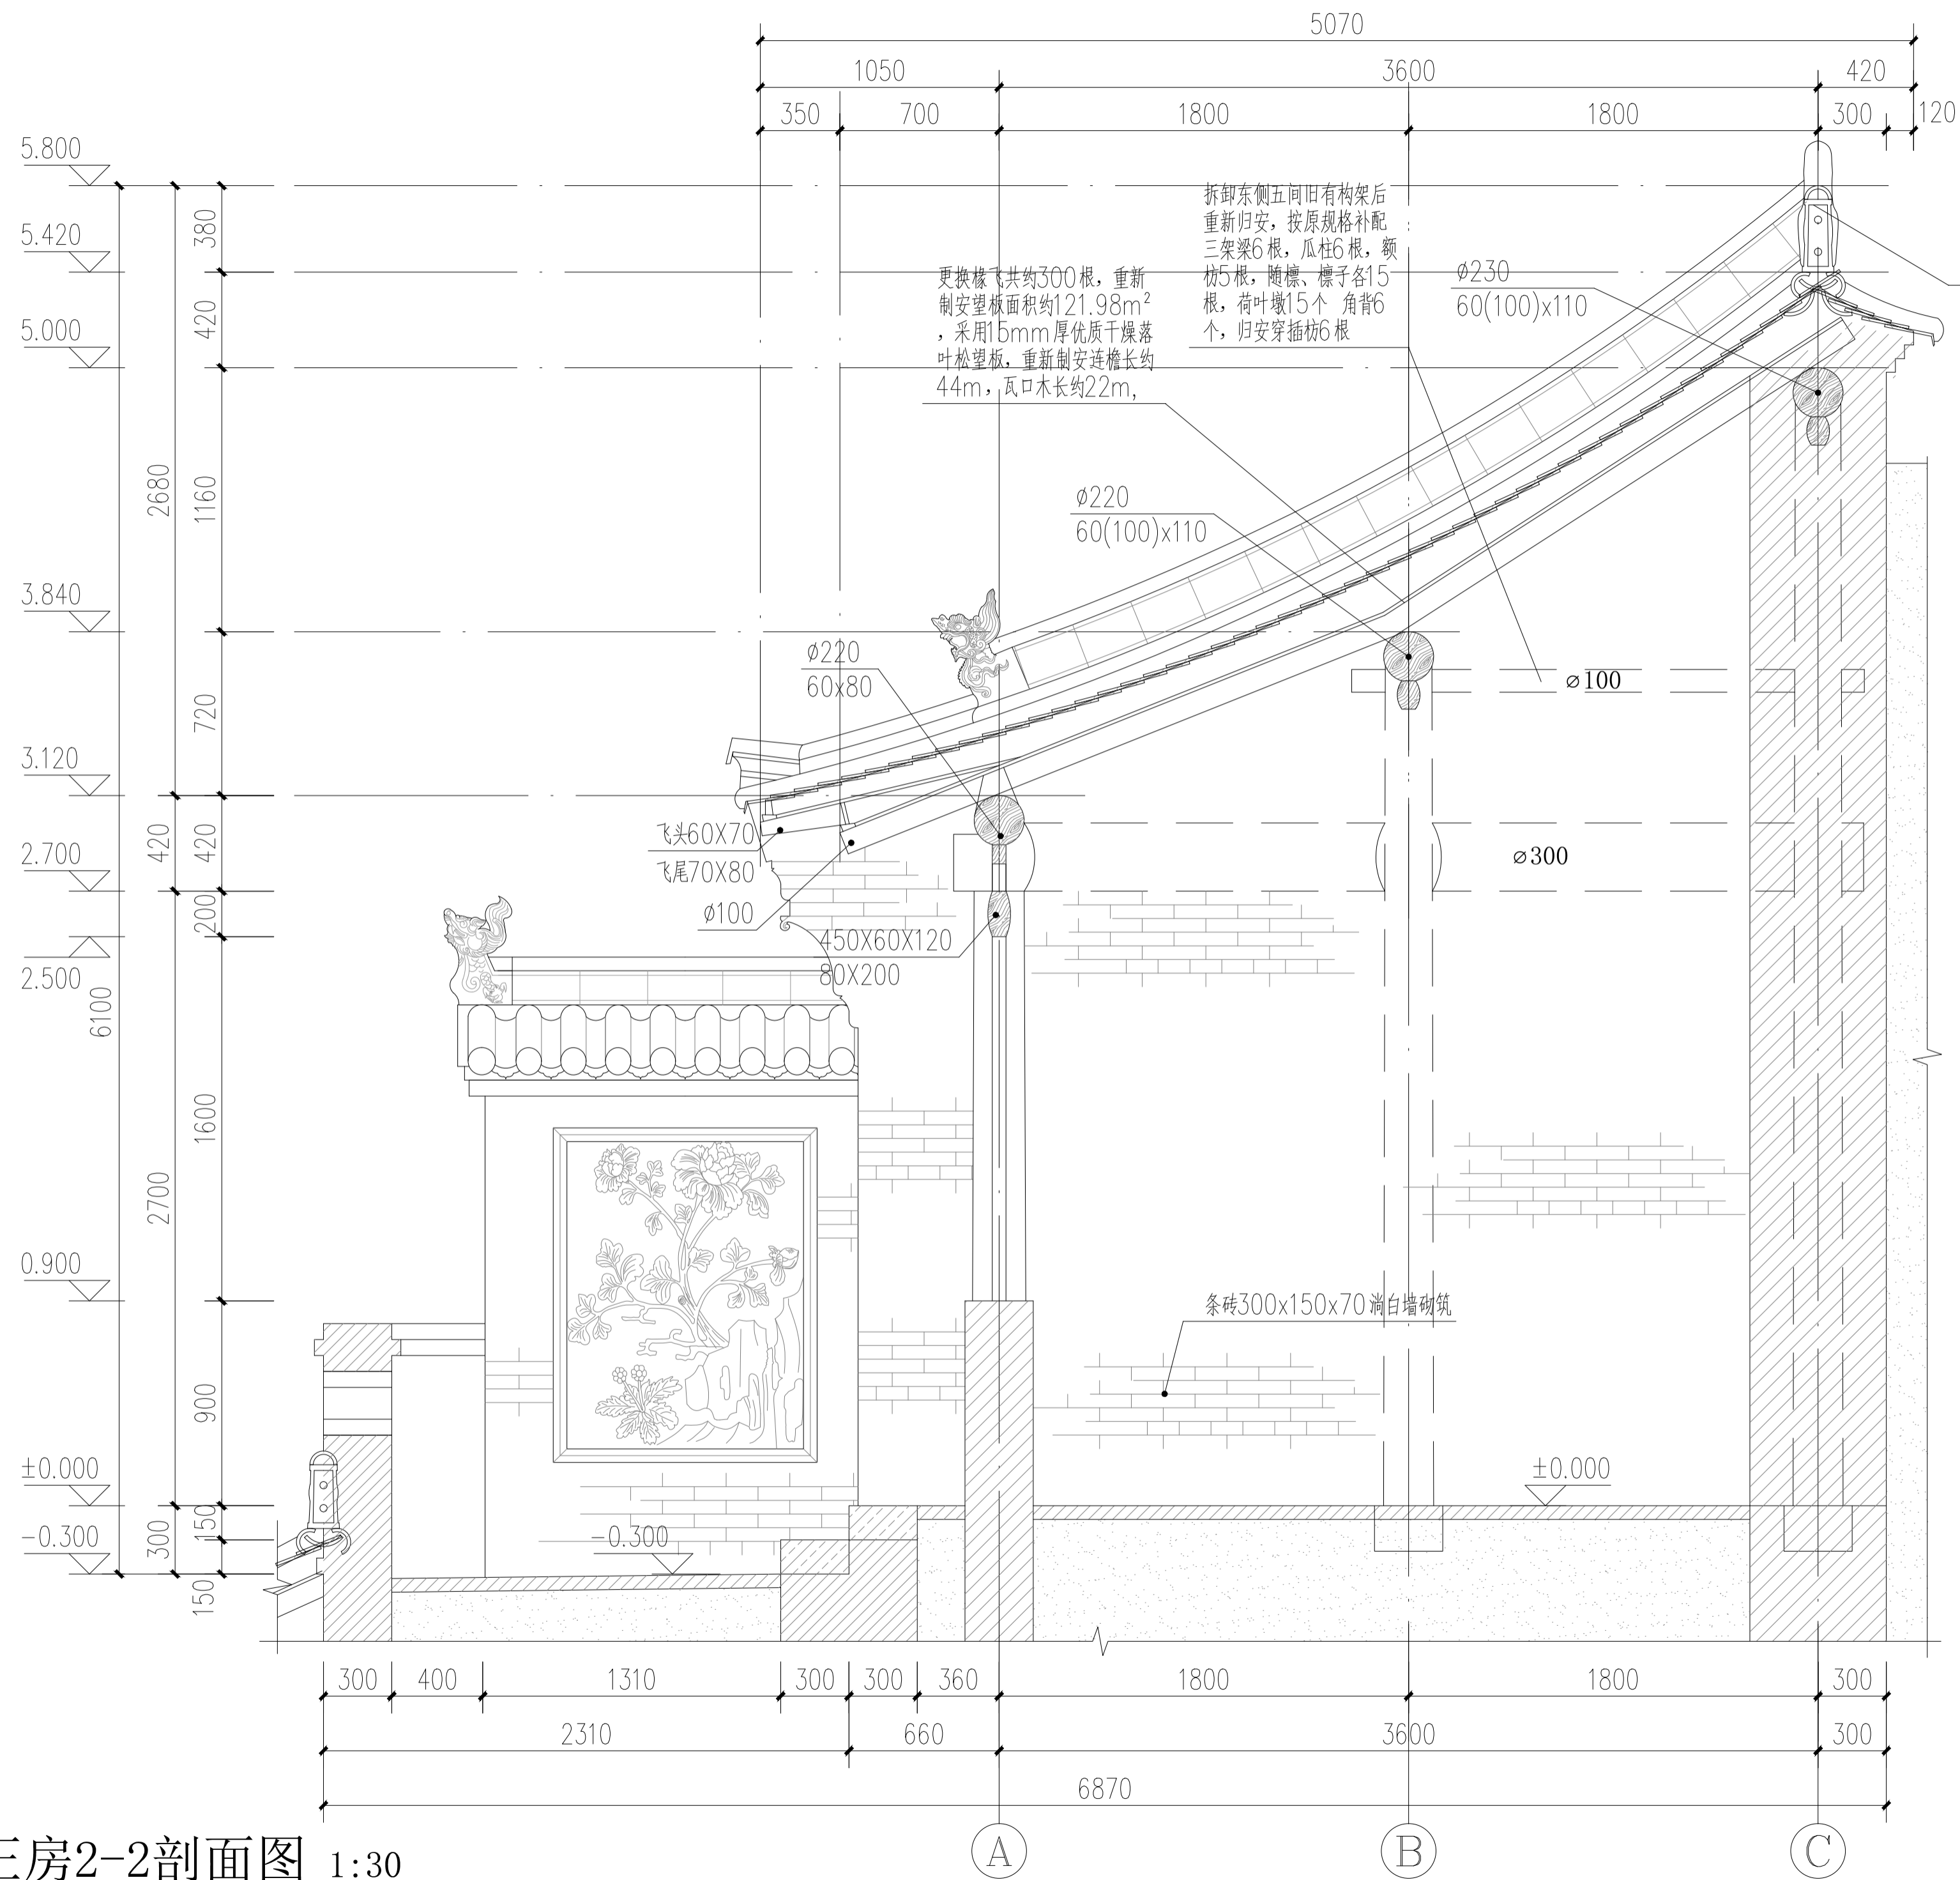 5070
1050
3600
420
350
700
1800
1800
300
120
5.800
5.420
5.000
3.840
3.120
2.700
2.500
0.900
±0.000
-0.300
380
420
1160
720
420
200
1600
900
150
150
2680
420
2700
300
6100
拆卸东侧五间旧有构架后
重新归安，按原规格补配
三架梁6根，瓜柱6根，额
枋5根，随檩、檩子各15
根，荷叶墩15个 角背6
个，归安穿插枋6根
更换椽飞共约300根，重新
制安望板面积约121.98m²
，采用15mm厚优质干燥落
叶松望板，重新制安连檐长约
44m，瓦口木长约22m,
ø230
60(100)x110
ø220
60(100)x110
ø220
60x80
⌀100
⌀300
飞头60X70
飞尾70X80
ø100
450X60X120
80X200
条砖300x150x70淌白墙砌筑
±0.000
-0.300
300
400
1310
300
300
360
1800
1800
300
2310
660
3600
300
6870
A
B
C
房2-2剖面图 1:30